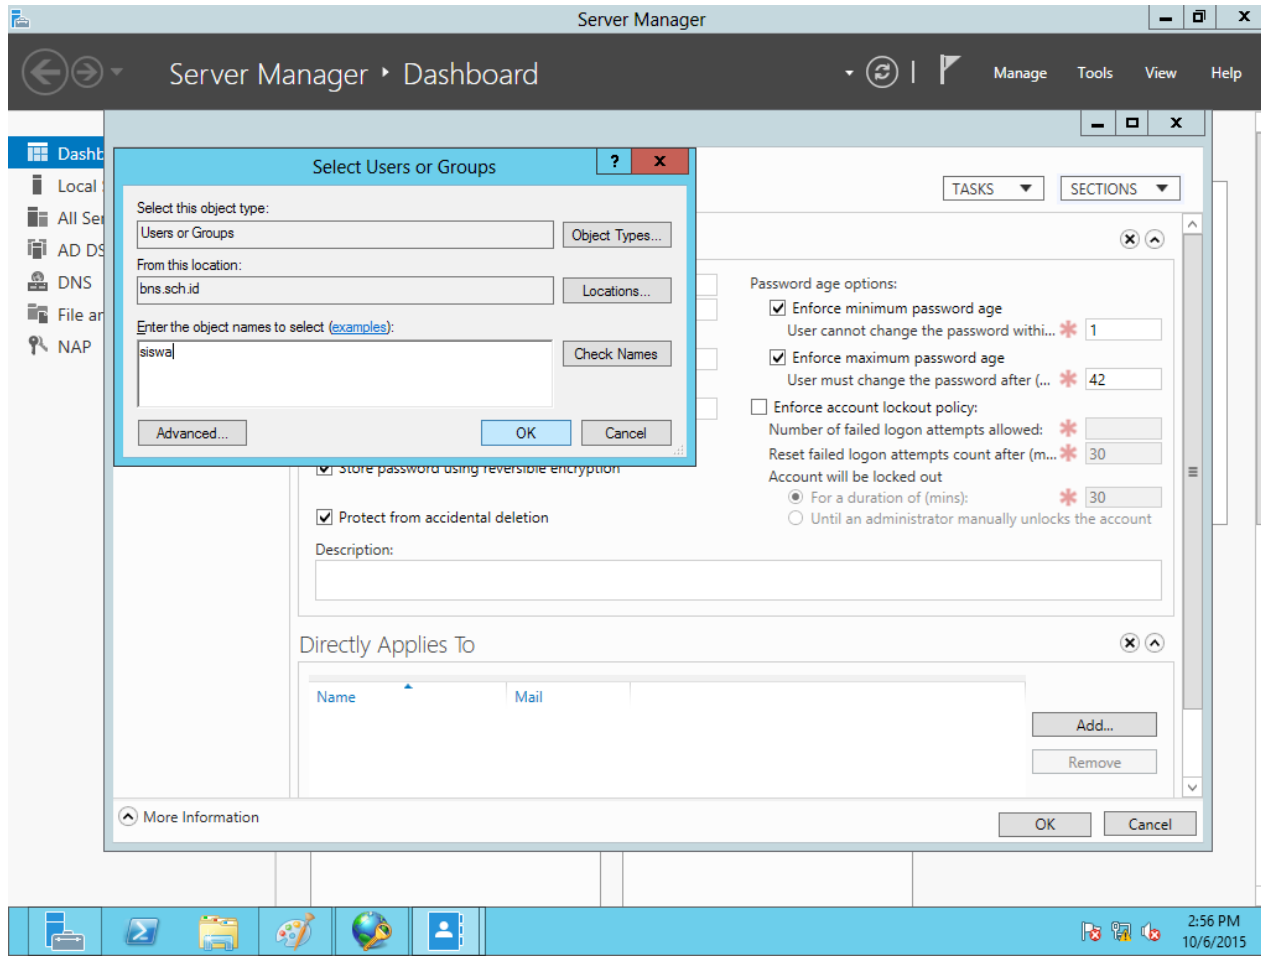 Server Manager
Server Manager ‣ Dashboard
Manage Tools View Help
Dashb
Local
All Ser
AD DS
DNS
File ar
NAP
Select Users or Groups
Select this object type:
Users or Groups
Object Types...
From this location:
bns.sch.id
Locations...
Enter the object names to select (examples):
siswa
Check Names
Advanced...
OK
Cancel
TASKS
SECTIONS
Password age options:
Enforce minimum password age
User cannot change the password withi... * 1
Enforce maximum password age
User must change the password after (... * 42
Enforce account lockout policy:
Number of failed logon attempts allowed: *
Reset failed logon attempts count after (m... * 30
Account will be locked out
For a duration of (mins): * 30
Until an administrator manually unlocks the account
Store password using reversible encryption
Protect from accidental deletion
Description:
Directly Applies To
Name
Mail
Add...
Remove
More Information
OK
Cancel
2:56 PM
10/6/2015